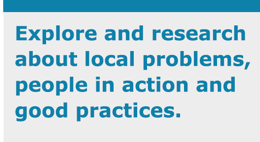 Explore and research
about local problems,
people in action and
good practices.